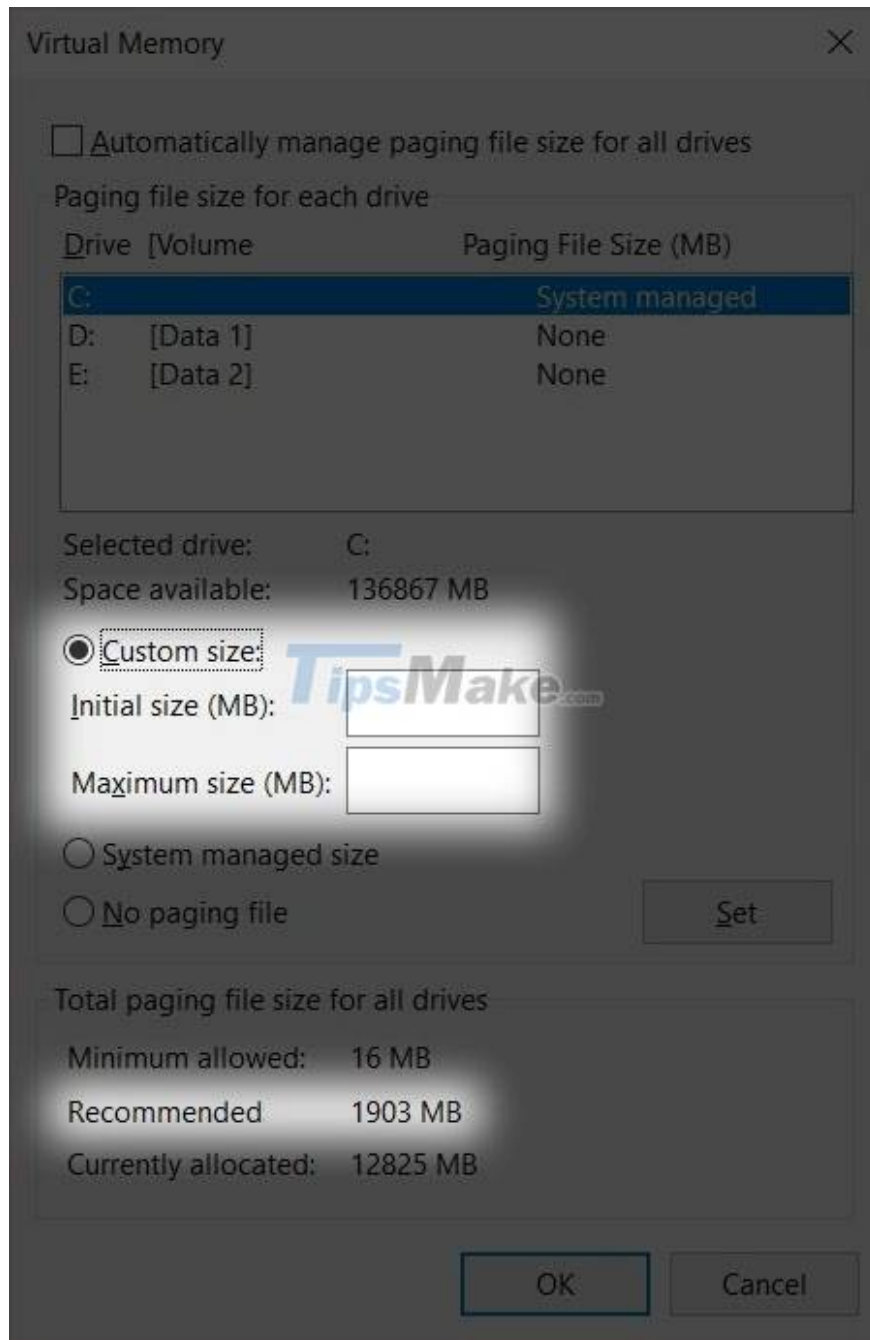 Virtual Memory
Automatically manage paging file size for all drives
Paging file size for each drive
Drive [Volume Paging File Size (MB)
C: System managed
D: [Data 1] None
E: [Data 2] None
Selected drive: C:
Space available: 136867 MB
Custom size:
TipsMake.com
Initial size (MB):
Maximum size (MB):
System managed size
No paging file
Set
Total paging file size for all drives
Minimum allowed: 16 MB
Recommended 1903 MB
Currently allocated: 12825 MB
OK Cancel